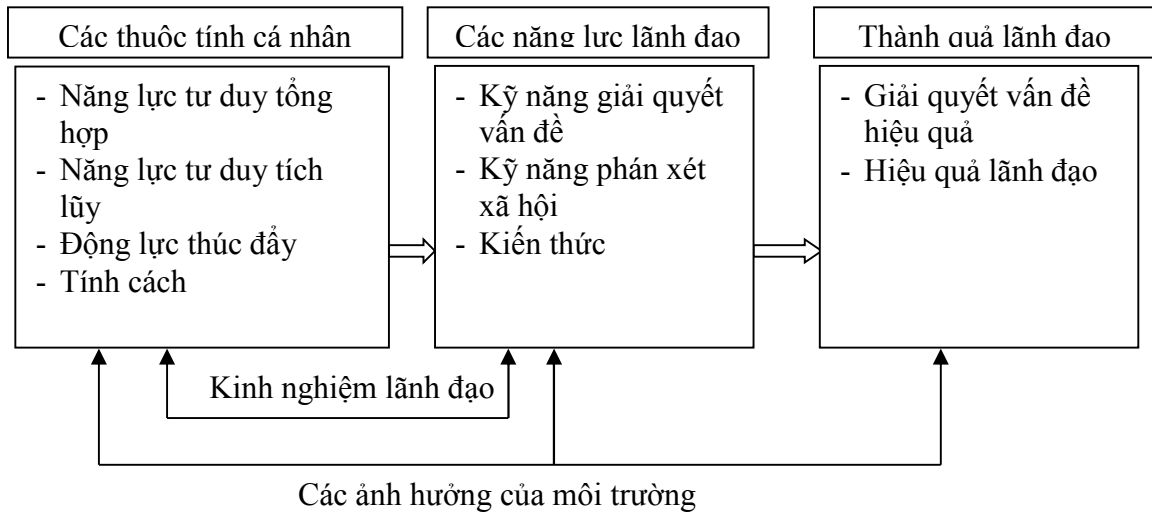 Các thuộc tính cá nhân
Các năng lực lãnh đạo
Thành quả lãnh đạo
- Năng lực tư duy tổng
hợp
- Năng lực tư duy tích
lũy
- Động lực thúc đẩy
- Tính cách
- Kỹ năng giải quyết
vấn đề
- Kỹ năng phán xét
xã hội
- Kiến thức
- Giải quyết vấn đề
hiệu quả
- Hiệu quả lãnh đạo
Kinh nghiệm lãnh đạo
Các ảnh hưởng của môi trường